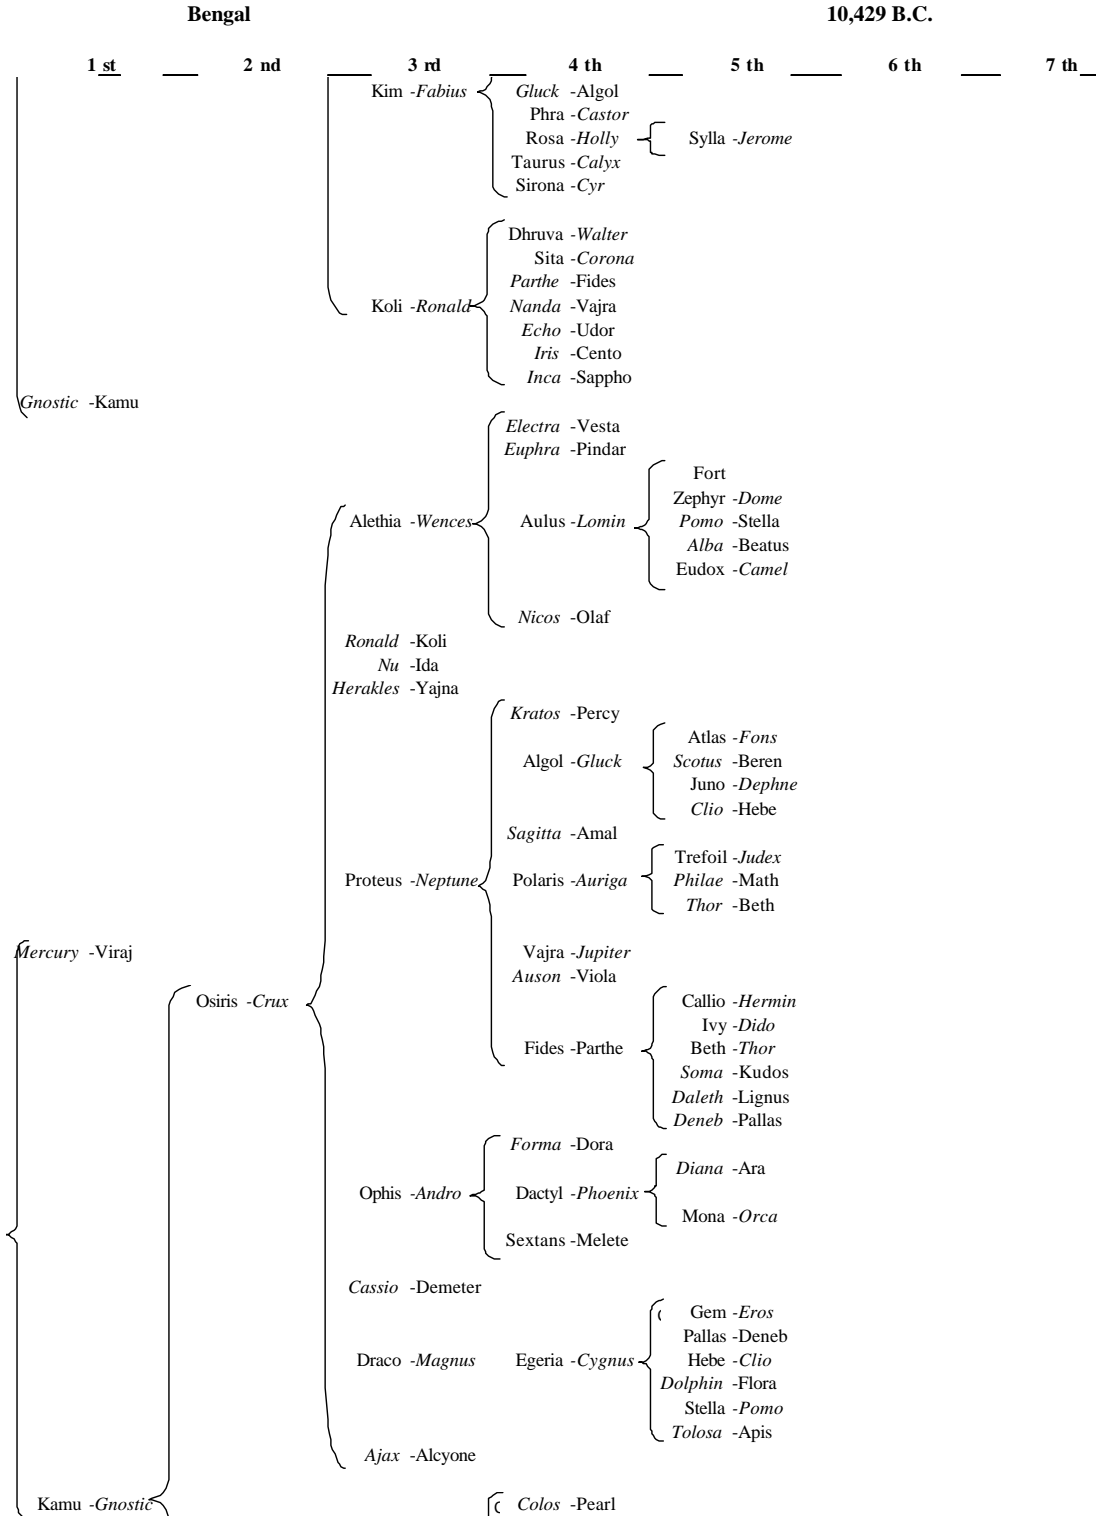 Bengal 10,429 B.C.
1 st 2 nd 3 rd 4 th 5 th 6 th 7 th
Kim -Fabius Gluck -Algol
Phra -Castor
Rosa -Holly Sylla -Jerome
Taurus -Calyx
Sirona -Cyr
Dhruva -Walter
Sita -Corona
Parthe -Fides
Koli -Ronald Nanda -Vajra
Echo -Udor
Iris -Cento
Inca -Sappho
Gnostic -Kamu
Electra -Vesta
Euphra -Pindar
Fort
Zephyr -Dome
Alethia -Wences Aulus -Lomin Pomo -Stella
Alba -Beatus
Eudox -Camel
Nicos -Olaf
Ronald -Koli
Nu -Ida
Herakles -Yajna
Kratos -Percy
Atlas -Fons
Algol -Gluck Scotus -Beren
Juno -Dephne
Clio -Hebe
Sagitta -Amal
Trefoil -Judex
Proteus -Neptune Polaris -Auriga Philae -Math
Thor -Beth
Mercury -Viraj Vajra -Jupiter
Auson -Viola
Osiris -Crux Callio -Hermin
Ivy -Dido
Fides -Parthe Beth -Thor
Soma -Kudos
Daleth -Lignus
Deneb -Pallas
Forma -Dora
Diana -Ara
Ophis -Andro Dactyl -Phoenix
Mona -Orca
Sextans -Melete
Cassio -Demeter
Gem -Eros
Pallas -Deneb
Draco -Magnus Egeria -Cygnus Hebe -Clio
Dolphin -Flora
Stella -Pomo
Tolosa -Apis
Ajax -Alcyone
Kamu -Gnostic Colos -Pearl